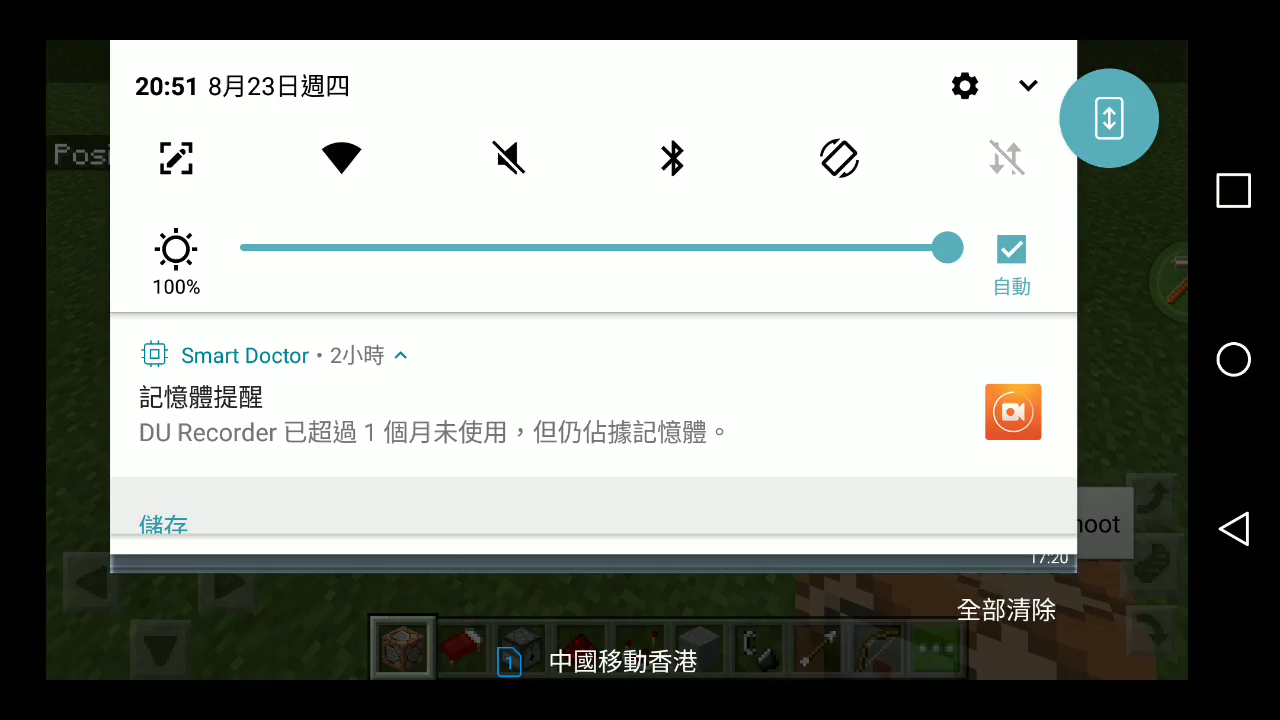 20:51 8月23日週四
Posi
100%
自動
Smart Doctor • 2小時
記憶體提醒
DU Recorder 已超過 1 個月未使用，但仍佔據記憶體。
儲存
hoot
17:20
全部清除
1 中國移動香港